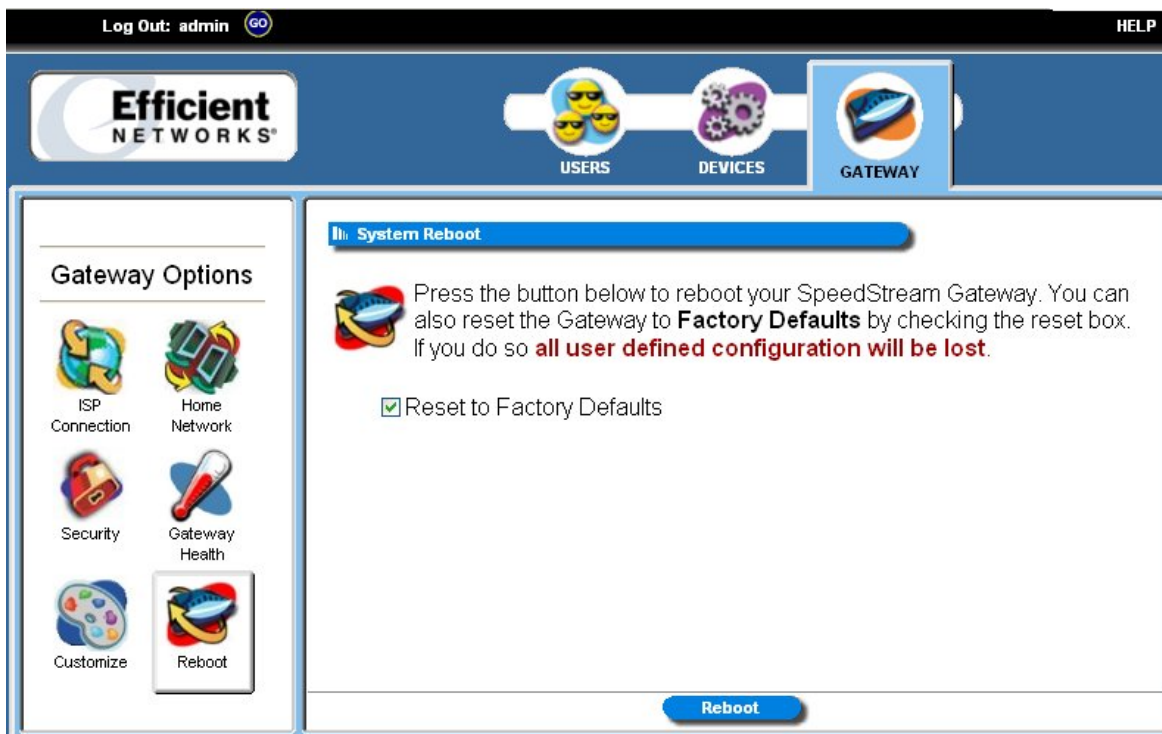 Log Out: admin GO
HELP
Efficient
NETWORKS®
USERS
DEVICES
GATEWAY
Gateway Options
ISP
Connection
Home
Network
Security
Gateway
Health
Customize
Reboot
System Reboot
Press the button below to reboot your SpeedStream Gateway. You can
also reset the Gateway to Factory Defaults by checking the reset box.
If you do so all user defined configuration will be lost.
Reset to Factory Defaults
Reboot